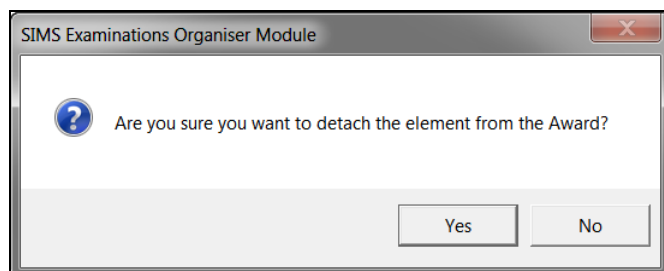 SIMS Examinations Organiser Module
Are you sure you want to detach the element from the Award?
Yes
No